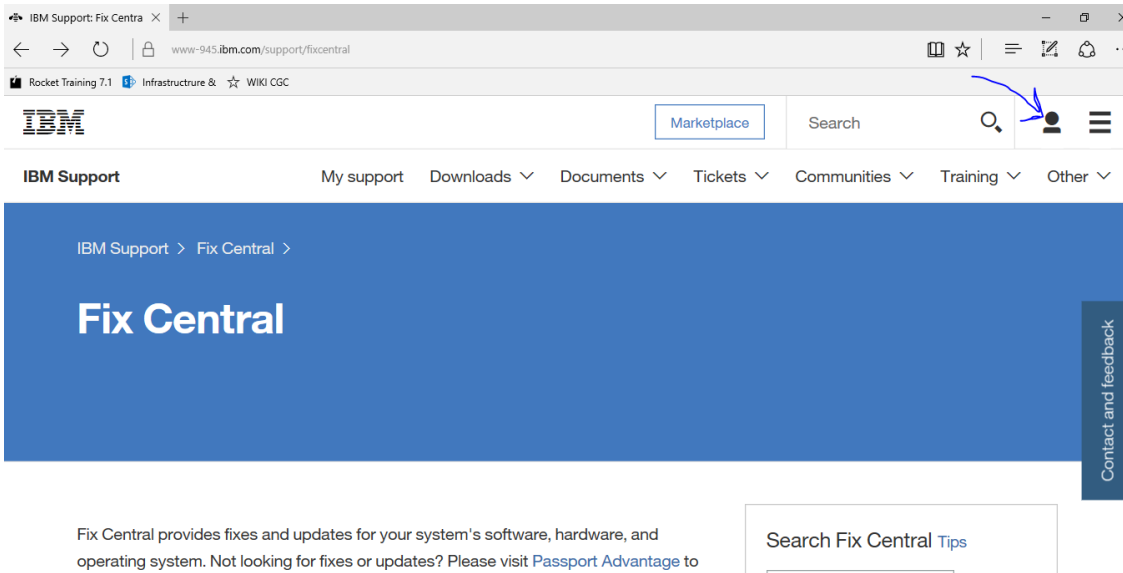 IBM Support: Fix Centra
www-945.ibm.com/support/fixcentral
Rocket Training 7.1 Infrastructrure & WIKI CGC
IBM Marketplace Search
IBM Support My support Downloads Documents Tickets Communities Training Other
IBM Support > Fix Central >
Fix Central
Contact and feedback
Fix Central provides fixes and updates for your system's software, hardware, and
operating system. Not looking for fixes or updates? Please visit Passport Advantage to
Search Fix Central Tips